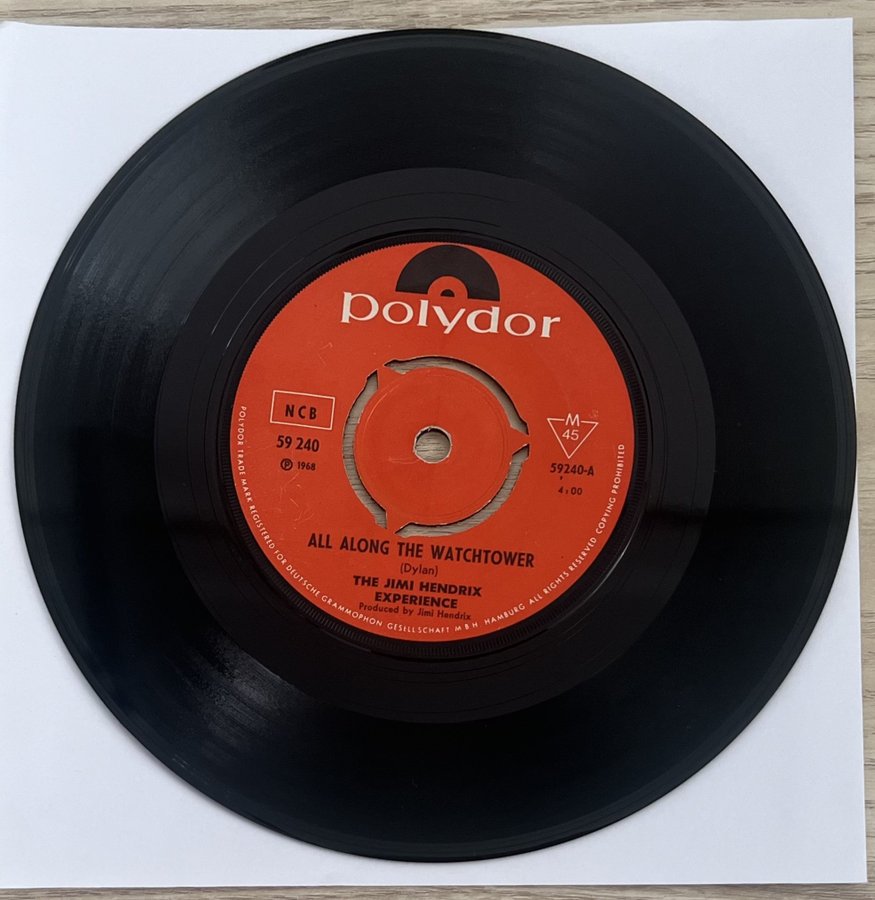 polydor
NCB
59 240
Ⓟ 1968
M
45
59240-A
4:00
ALL ALONG THE WATCHTOWER
(Dylan)
THE JIMI HENDRIX
EXPERIENCE
Produced by Jimi Hendrix
POLYDOR TRADE MARK REGISTERED FOR DEUTSCHE GRAMMOPHON GESELLSCHAFT MBH HAMBURG ALL RIGHTS RESERVED COPYING PROHIBITED